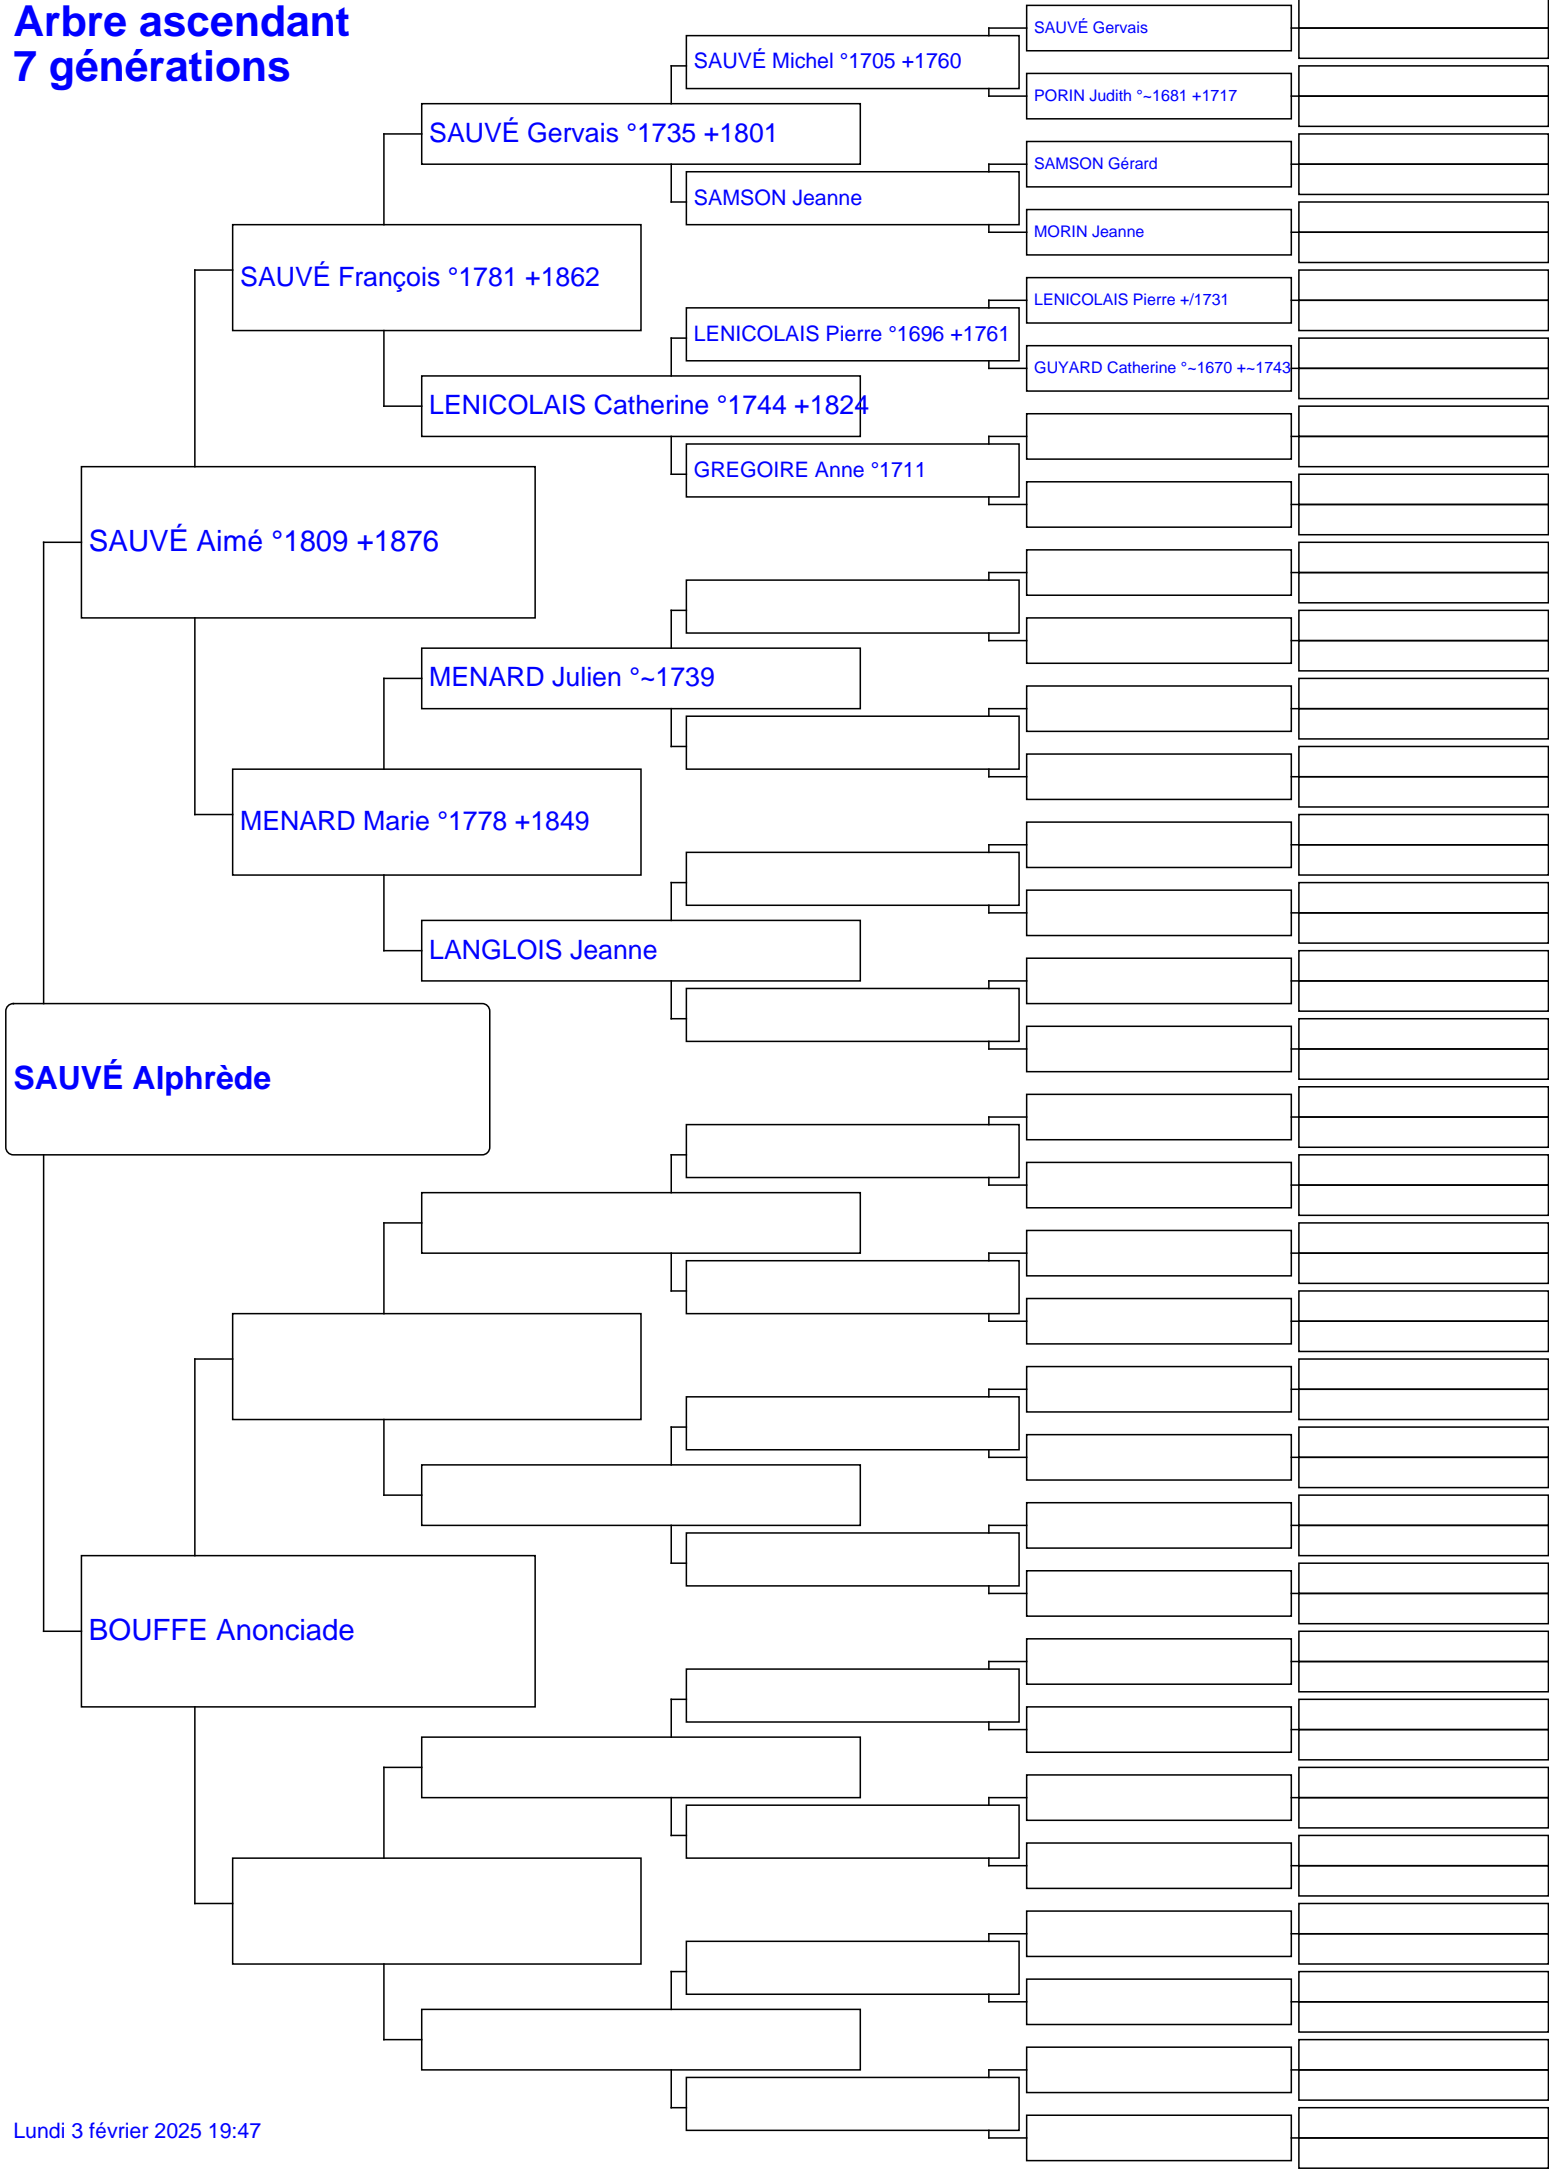 Arbre ascendant
7 générations
SAUVÉ Gervais
SAUVÉ Michel °1705 +1760
PORIN Judith °~1681 +1717
SAUVÉ Gervais °1735 +1801
SAMSON Gérard
SAMSON Jeanne
MORIN Jeanne
SAUVÉ François °1781 +1862
LENICOLAIS Pierre +/1731
LENICOLAIS Pierre °1696 +1761
GUYARD Catherine °~1670 +~1743
LENICOLAIS Catherine °1744 +1824
GREGOIRE Anne °1711
SAUVÉ Aimé °1809 +1876
MENARD Julien °~1739
MENARD Marie °1778 +1849
LANGLOIS Jeanne
SAUVÉ Alphrède
BOUFFE Anonciade
Lundi 3 février 2025 19:47